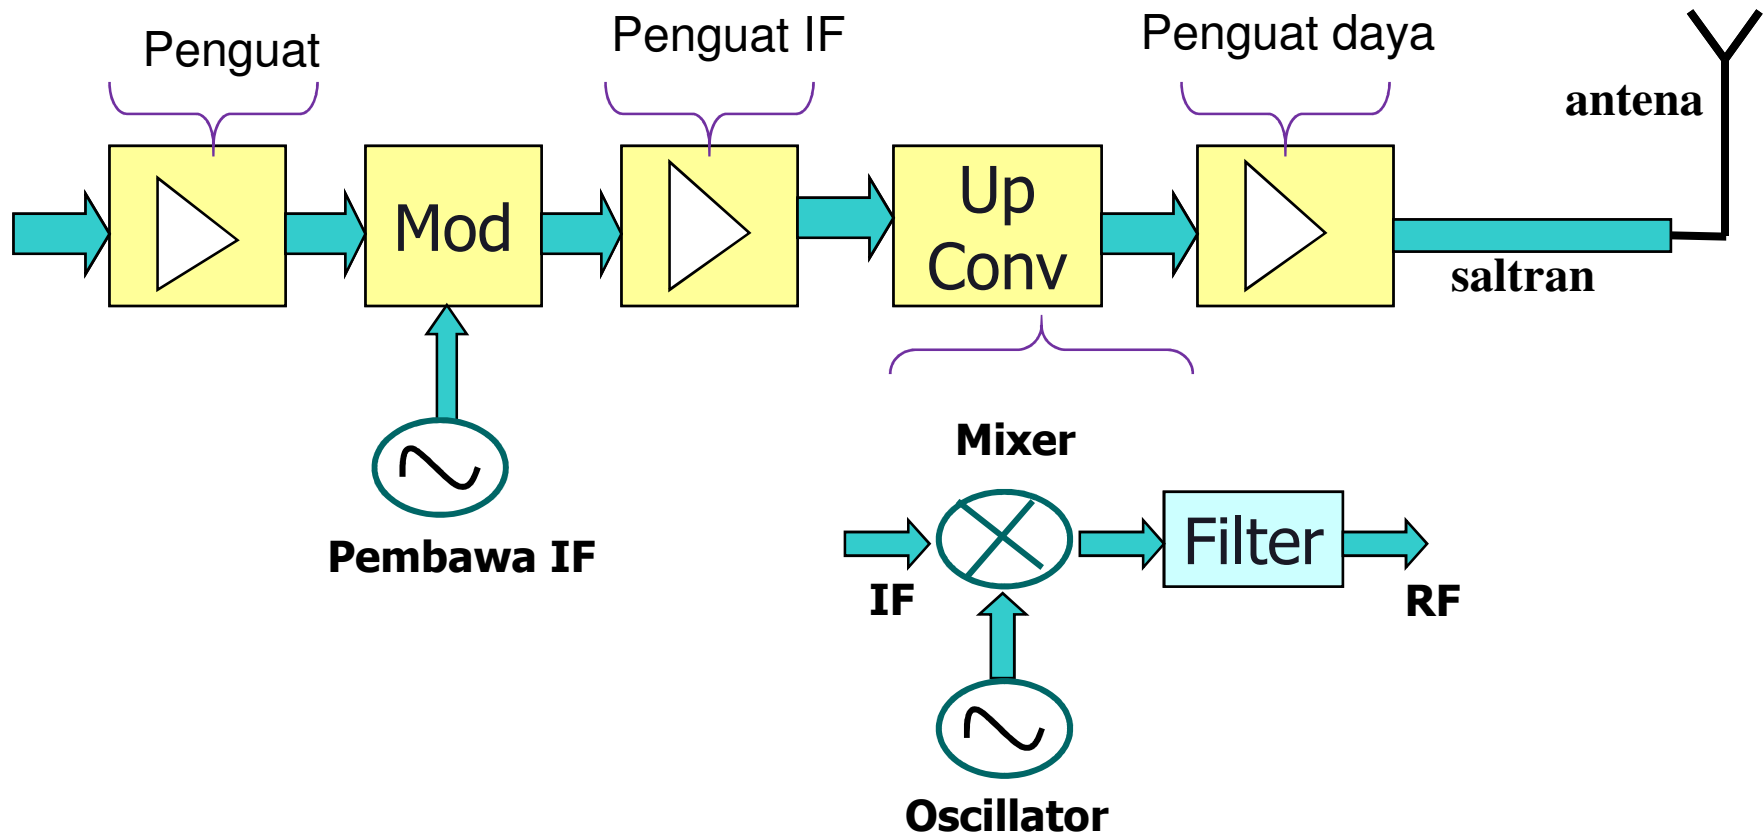 Penguat
Penguat IF
Penguat daya
antena
Mod
Up
Conv
saltran
Pembawa IF
Mixer
IF
Filter
RF
Oscillator